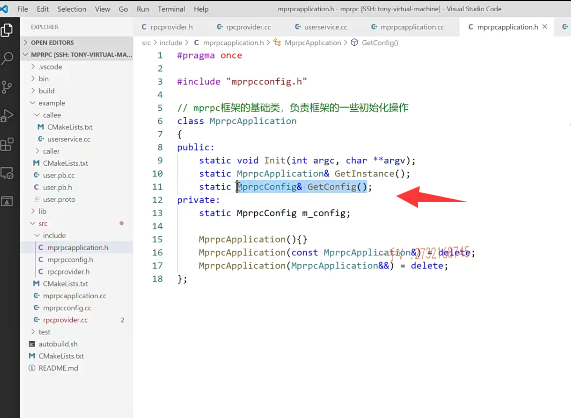 File Edit Selection View Go Run Terminal Help
mprpcapplication.h - mprpc [SSH: tony-virtual-machine] - Visual Studio Code
EXPLORER
OPEN EDITORS
MPRPC [SSH: TONY-VIRTUAL-MA...
.vscode
bin
build
example
callee
CMakeLists.txt
userservice.cc
caller
CMakeLists.txt
user.pb.cc
user.pb.h
user.proto
lib
src
include
mprpcapplication.h
mprpcconfig.h
rpcprovider.h
CMakeLists.txt
mprpcapplication.cc
mprpcconfig.cc
rpcprovider.cc 2
test
autobuild.sh
CMakeLists.txt
README.md
rpcprovider.h rpcprovider.cc userservice.cc mprpcapplication.cc mprpcapplication.h
src > include > mprpcapplication.h > MprpcApplication > GetConfig()
1 #pragma once
2
3 #include "mprpcconfig.h"
4
5 // mprpc框架的基础类，负责框架的一些初始化操作
6 class MprpcApplication
7 {
8 public:
9 static void Init(int argc, char **argv);
10 static MprpcApplication& GetInstance();
11 static MprpcConfig& GetConfig();
12 private:
13 static MprpcConfig m_config;
14
15 MprpcApplication(){}
16 MprpcApplication(const MprpcApplication&) = delete;
17 MprpcApplication(MprpcApplication&&) = delete;
18 };